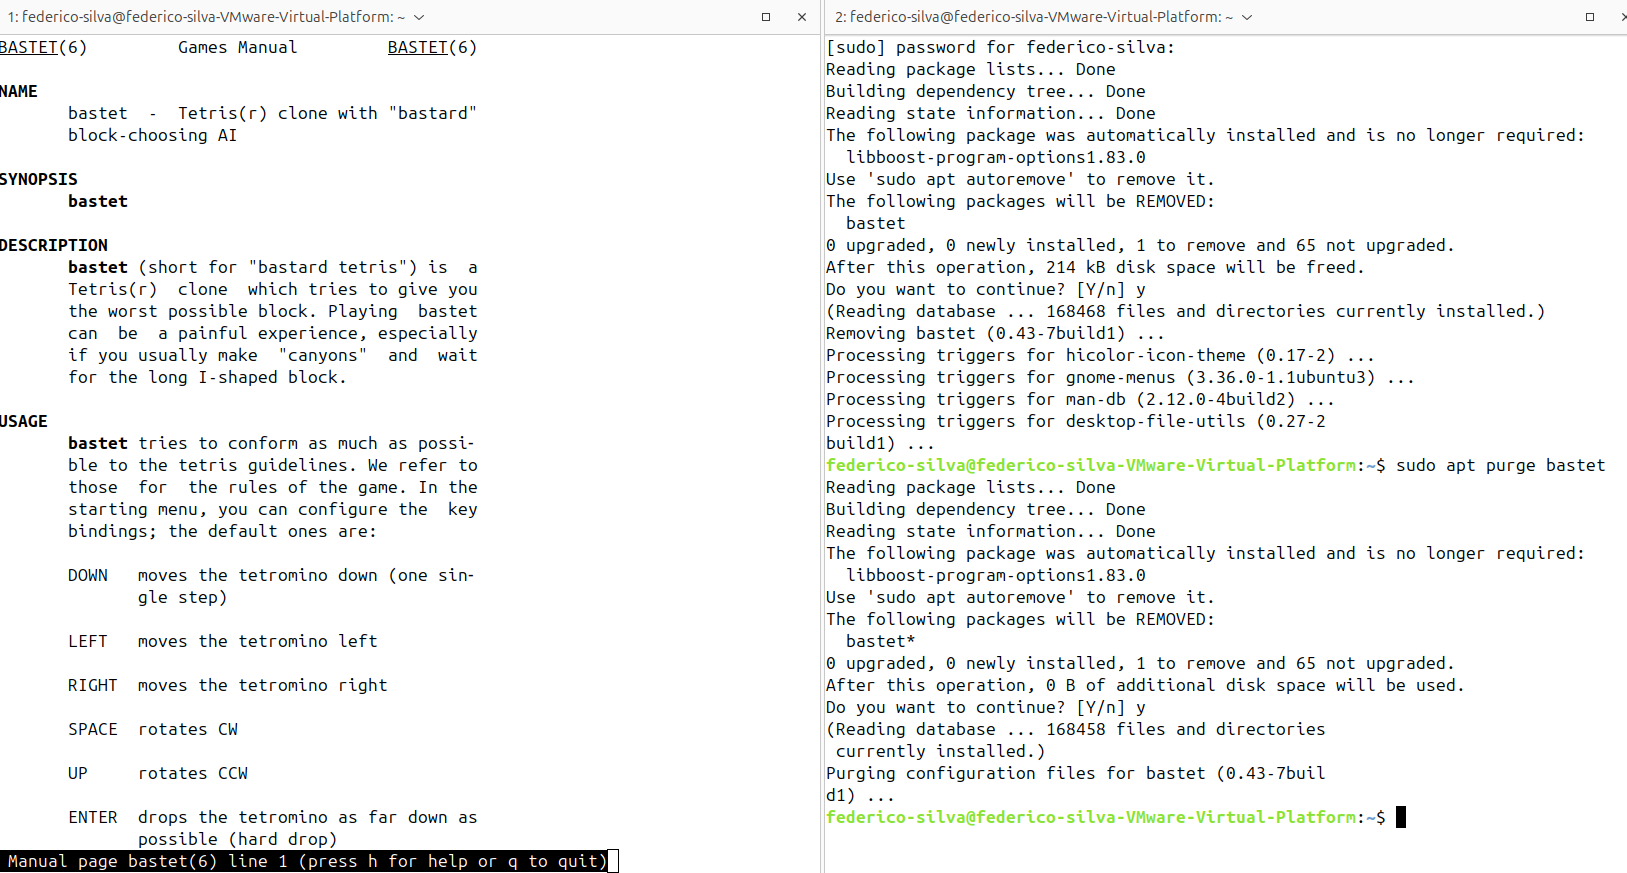 1: federico-silva@federico-silva-VMware-Virtual-Platform: ~
BASTET(6)         Games Manual         BASTET(6)
NAME
bastet  -  Tetris(r) clone with "bastard"
block-choosing AI
SYNOPSIS
bastet
DESCRIPTION
bastet (short for "bastard tetris") is  a
Tetris(r)  clone  which tries to give you
the worst possible block. Playing  bastet
can  be  a painful experience, especially
if you usually make  "canyons"  and  wait
for the long I-shaped block.
USAGE
bastet tries to conform as much as possi-
ble to the tetris guidelines. We refer to
those  for  the rules of the game. In the
starting menu, you can configure the  key
bindings; the default ones are:
DOWN   moves the tetromino down (one sin-
gle step)
LEFT   moves the tetromino left
RIGHT  moves the tetromino right
SPACE  rotates CW
UP     rotates CCW
ENTER  drops the tetromino as far down as
possible (hard drop)
Manual page bastet(6) line 1 (press h for help or q to quit)
2: federico-silva@federico-silva-VMware-Virtual-Platform: ~
[sudo] password for federico-silva:
Reading package lists... Done
Building dependency tree... Done
Reading state information... Done
The following package was automatically installed and is no longer required:
libboost-program-options1.83.0
Use 'sudo apt autoremove' to remove it.
The following packages will be REMOVED:
bastet
0 upgraded, 0 newly installed, 1 to remove and 65 not upgraded.
After this operation, 214 kB disk space will be freed.
Do you want to continue? [Y/n] y
(Reading database ... 168468 files and directories currently installed.)
Removing bastet (0.43-7build1) ...
Processing triggers for hicolor-icon-theme (0.17-2) ...
Processing triggers for gnome-menus (3.36.0-1.1ubuntu3) ...
Processing triggers for man-db (2.12.0-4build2) ...
Processing triggers for desktop-file-utils (0.27-2
build1) ...
federico-silva@federico-silva-VMware-Virtual-Platform:~$ sudo apt purge bastet
Reading package lists... Done
Building dependency tree... Done
Reading state information... Done
The following package was automatically installed and is no longer required:
libboost-program-options1.83.0
Use 'sudo apt autoremove' to remove it.
The following packages will be REMOVED:
bastet*
0 upgraded, 0 newly installed, 1 to remove and 65 not upgraded.
After this operation, 0 B of additional disk space will be used.
Do you want to continue? [Y/n] y
(Reading database ... 168458 files and directories
currently installed.)
Purging configuration files for bastet (0.43-7buil
d1) ...
federico-silva@federico-silva-VMware-Virtual-Platform:~$